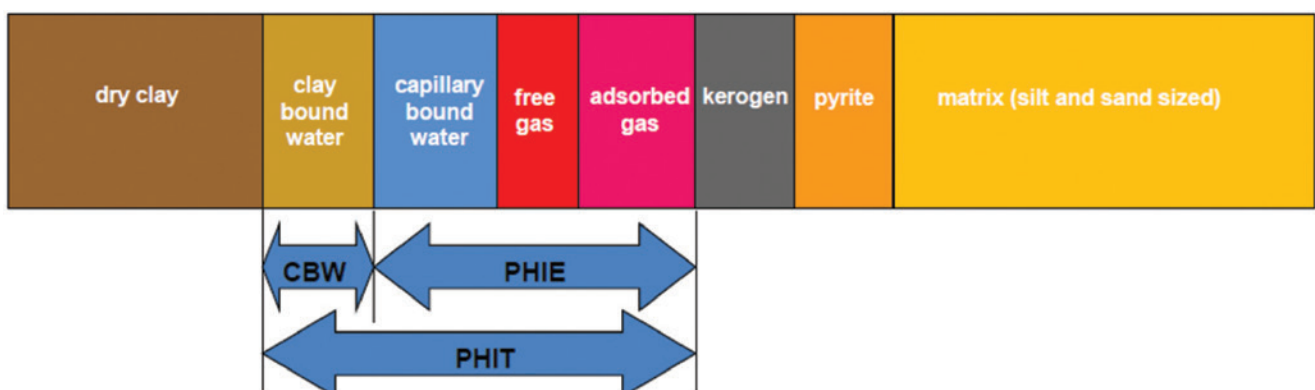 dry clay
clay
bound
water
capillary
bound
water
free
gas
adsorbed
gas
kerogen
pyrite
matrix (silt and sand sized)
CBW
PHIE
PHIT